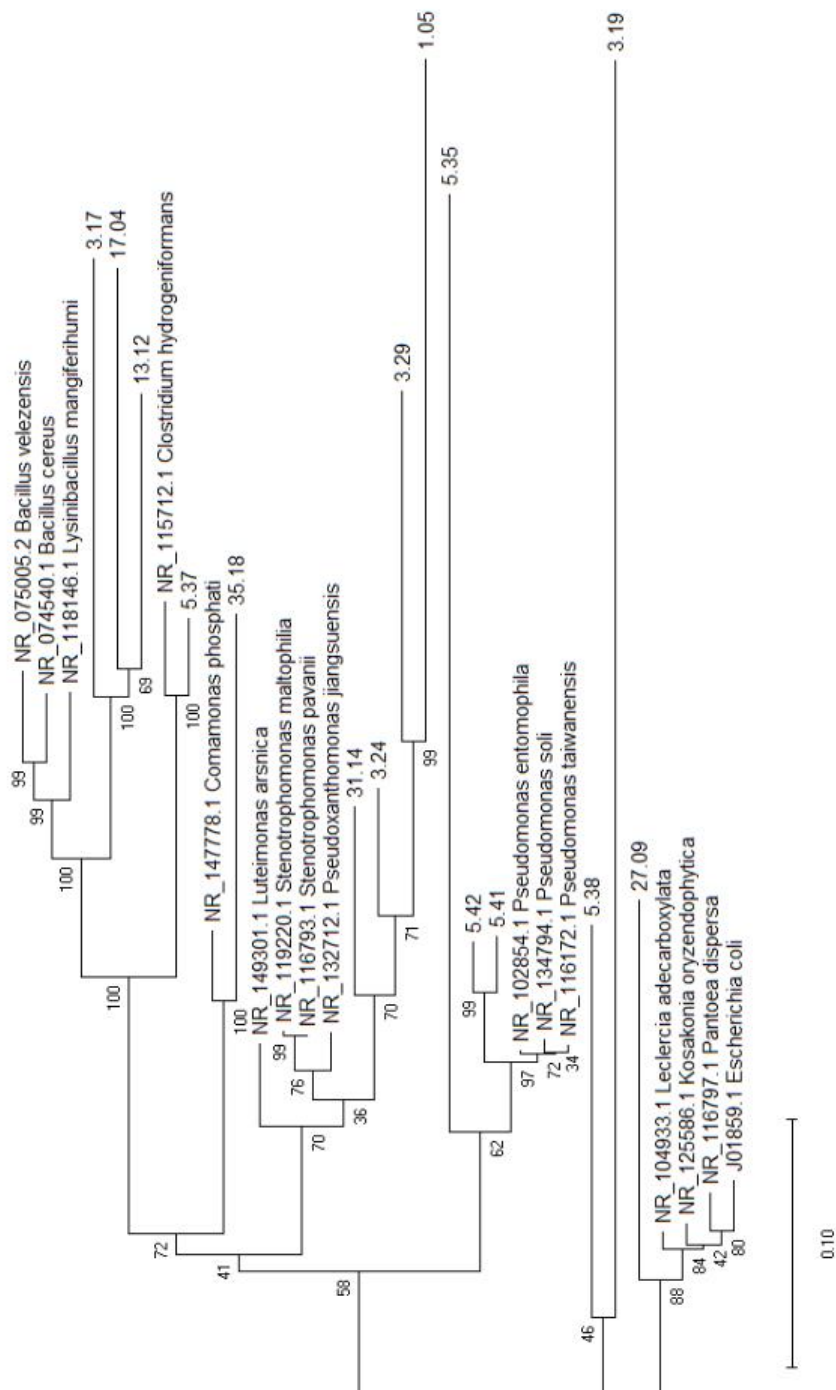 NR_075005.2 Bacillus velezensis
99
NR_074540.1 Bacillus cereus
99
NR_118146.1 Lysinibacillus mangiferihumi
100
3.17
100
17.04
69
13.12
100
NR_115712.1 Clostridium hydrogeniformans
100
5.37
72
NR_147778.1 Comamonas phosphati
100
35.18
41
NR_149301.1 Luteimonas arsnica
70
NR_119220.1 Stenotrophomonas maltophilia
99
NR_116793.1 Stenotrophomonas pavanii
76
NR_132712.1 Pseudoxanthomonas jiangsuensis
36
31.14
70
3.24
71
3.29
99
1.05
58
5.35
62
5.42
99
5.41
97
NR_102854.1 Pseudomonas entomophila
72
NR_134794.1 Pseudomonas soli
34
NR_116172.1 Pseudomonas taiwanensis
5.38
46
3.19
27.09
88
NR_104933.1 Leclercia adecarboxylata
84
NR_125586.1 Kosakonia oryzendophytica
42
NR_116797.1 Pantoea dispersa
80
J01859.1 Escherichia coli
0.10